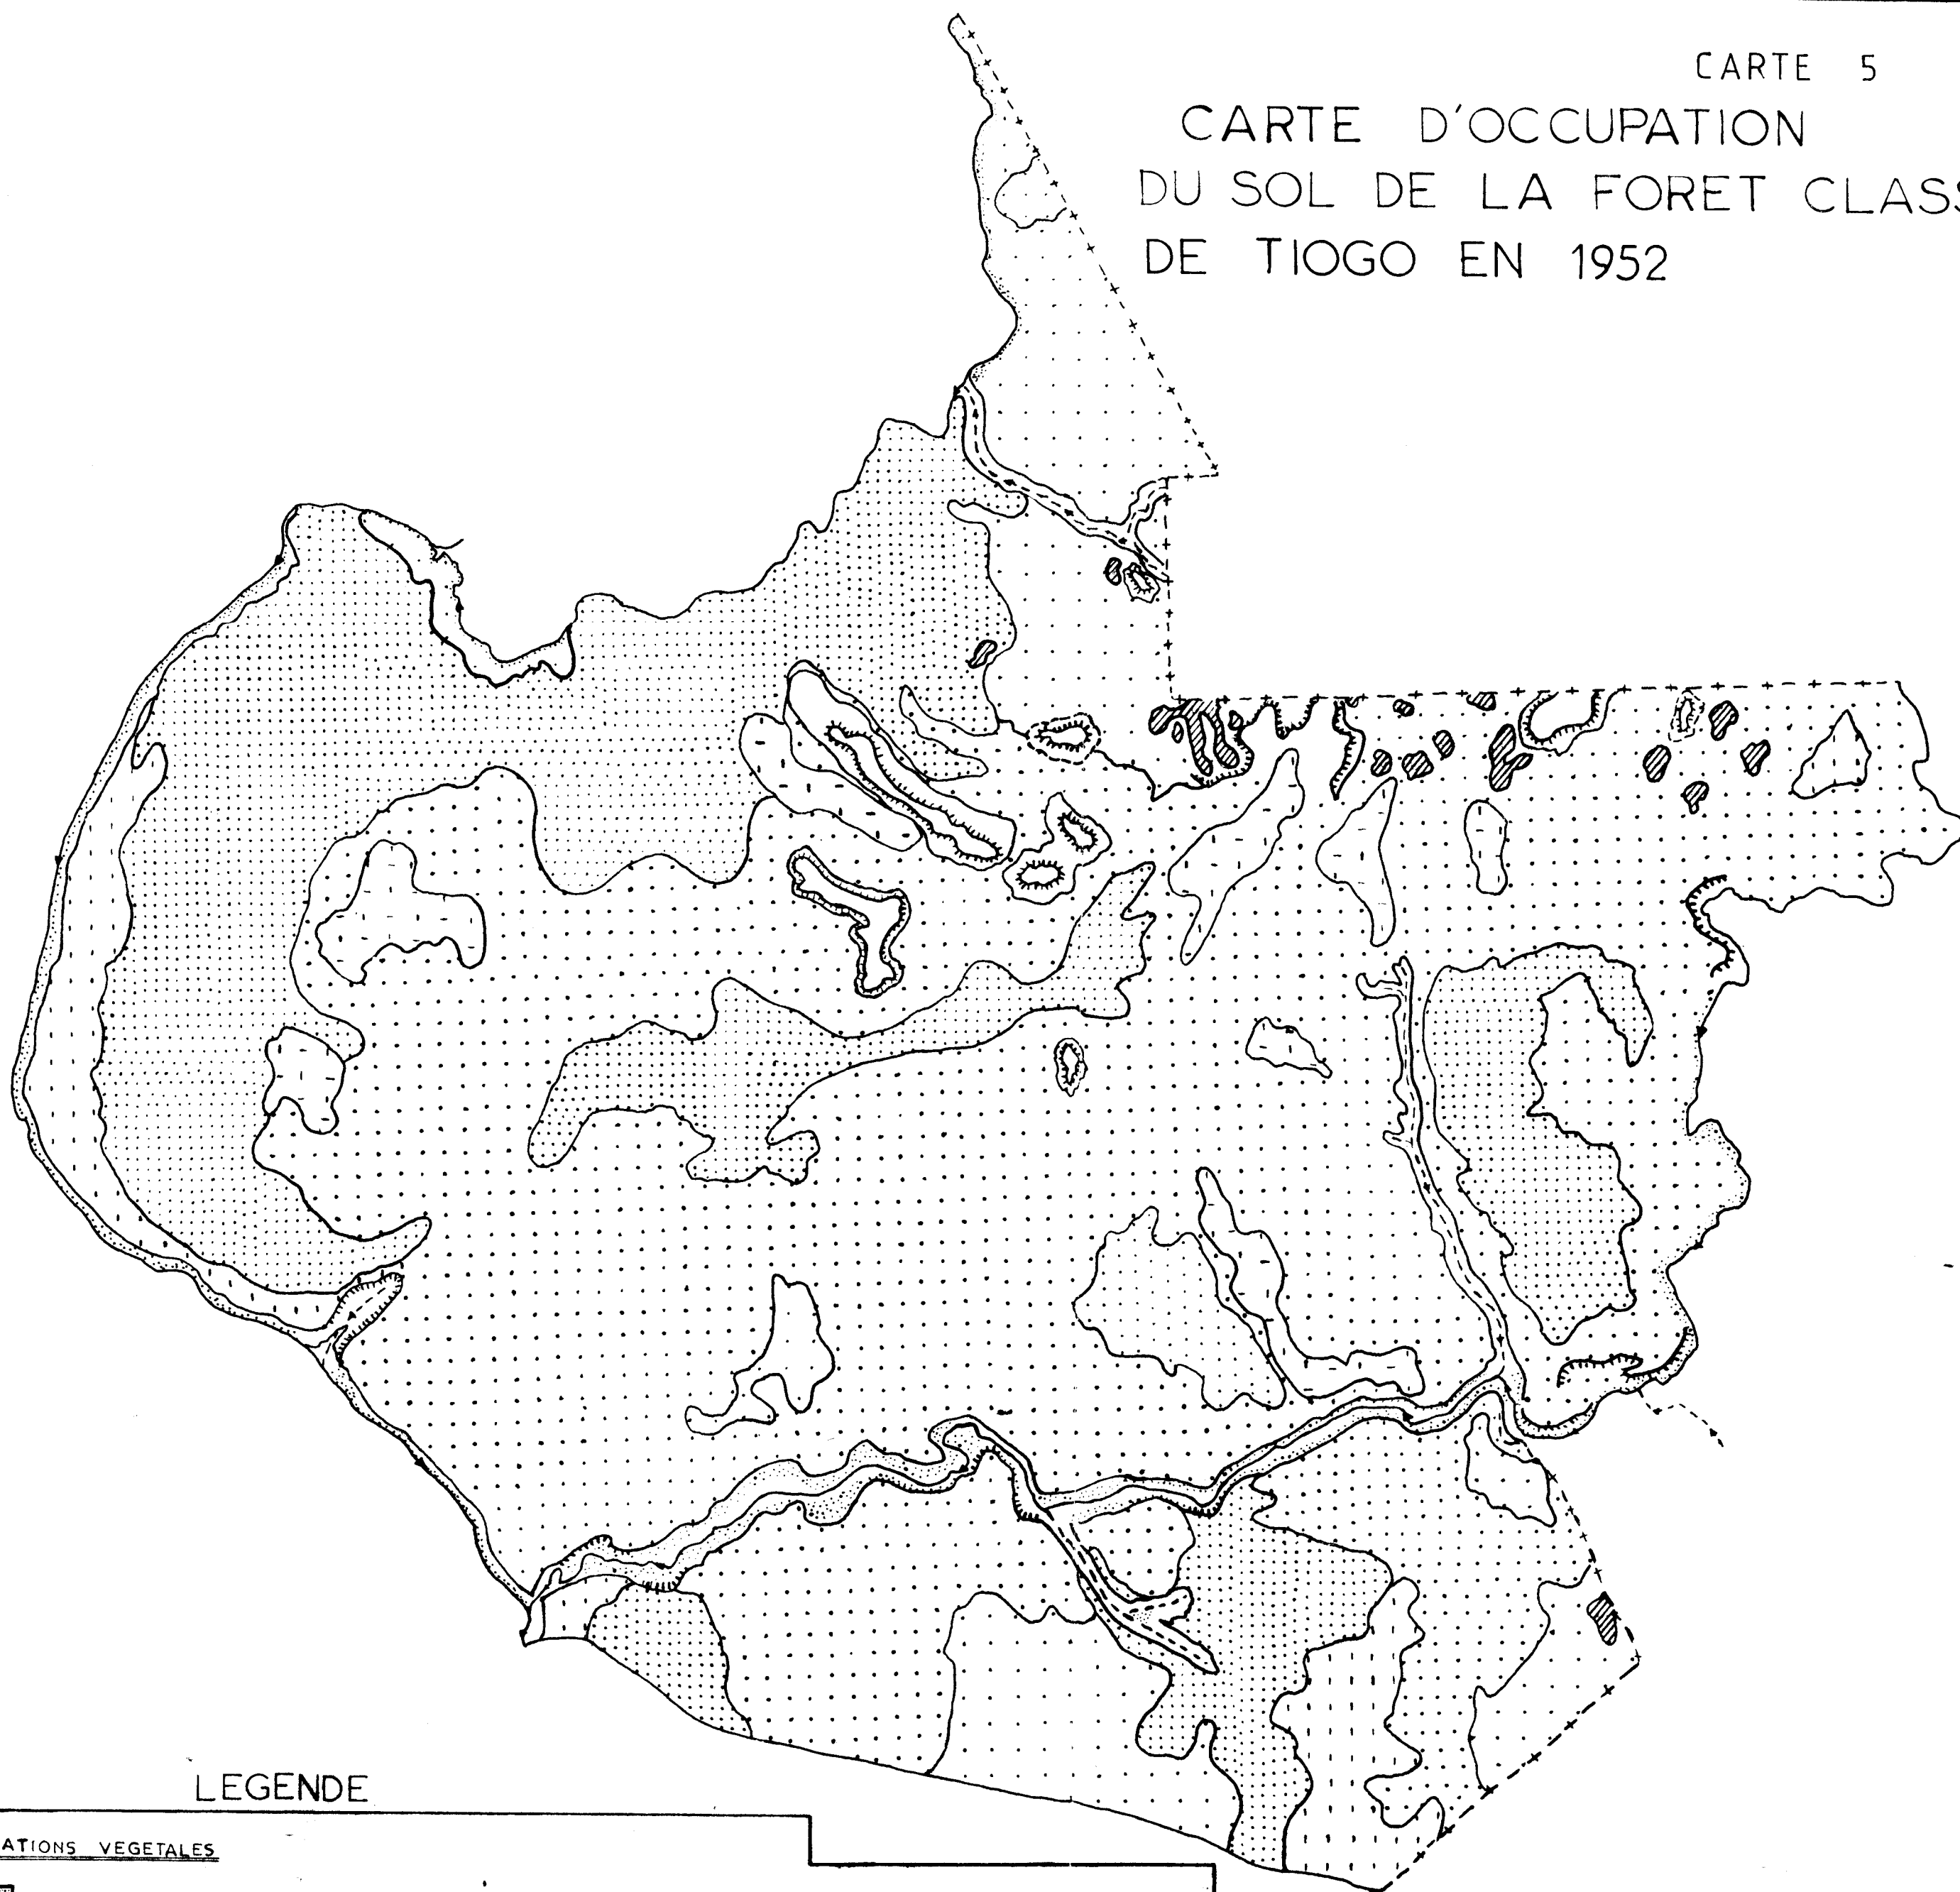 CARTE 5
CARTE D'OCCUPATION
DU SOL DE LA FORET CLASS
DE TIOGO EN 1952
LEGENDE
ATIONS VEGETALES